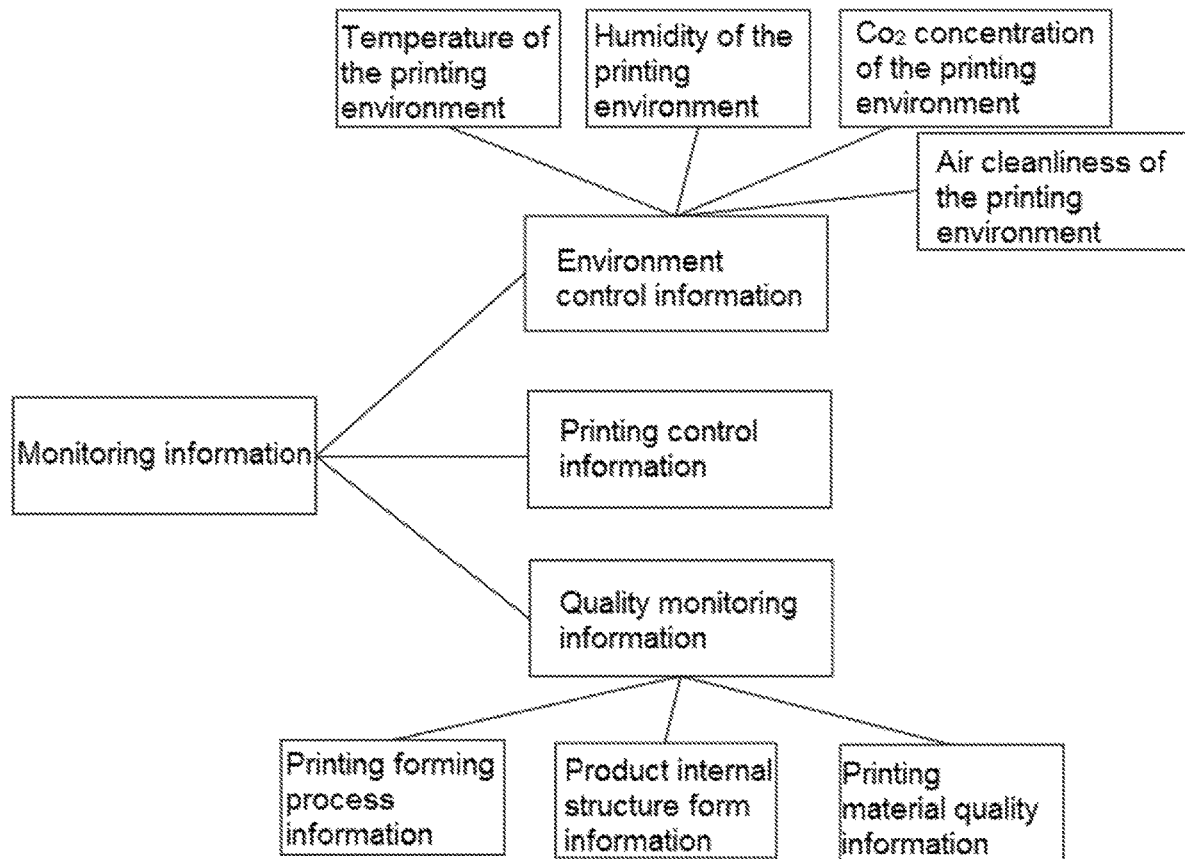 Temperature of
the printing
environment
Humidity of the
printing
environment
Co₂ concentration
of the printing
environment
Air cleanliness of
the printing
environment
Environment
control information
Monitoring information
Printing control
information
Quality monitoring
information
Printing forming
process
information
Product internal
structure form
information
Printing
material quality
information